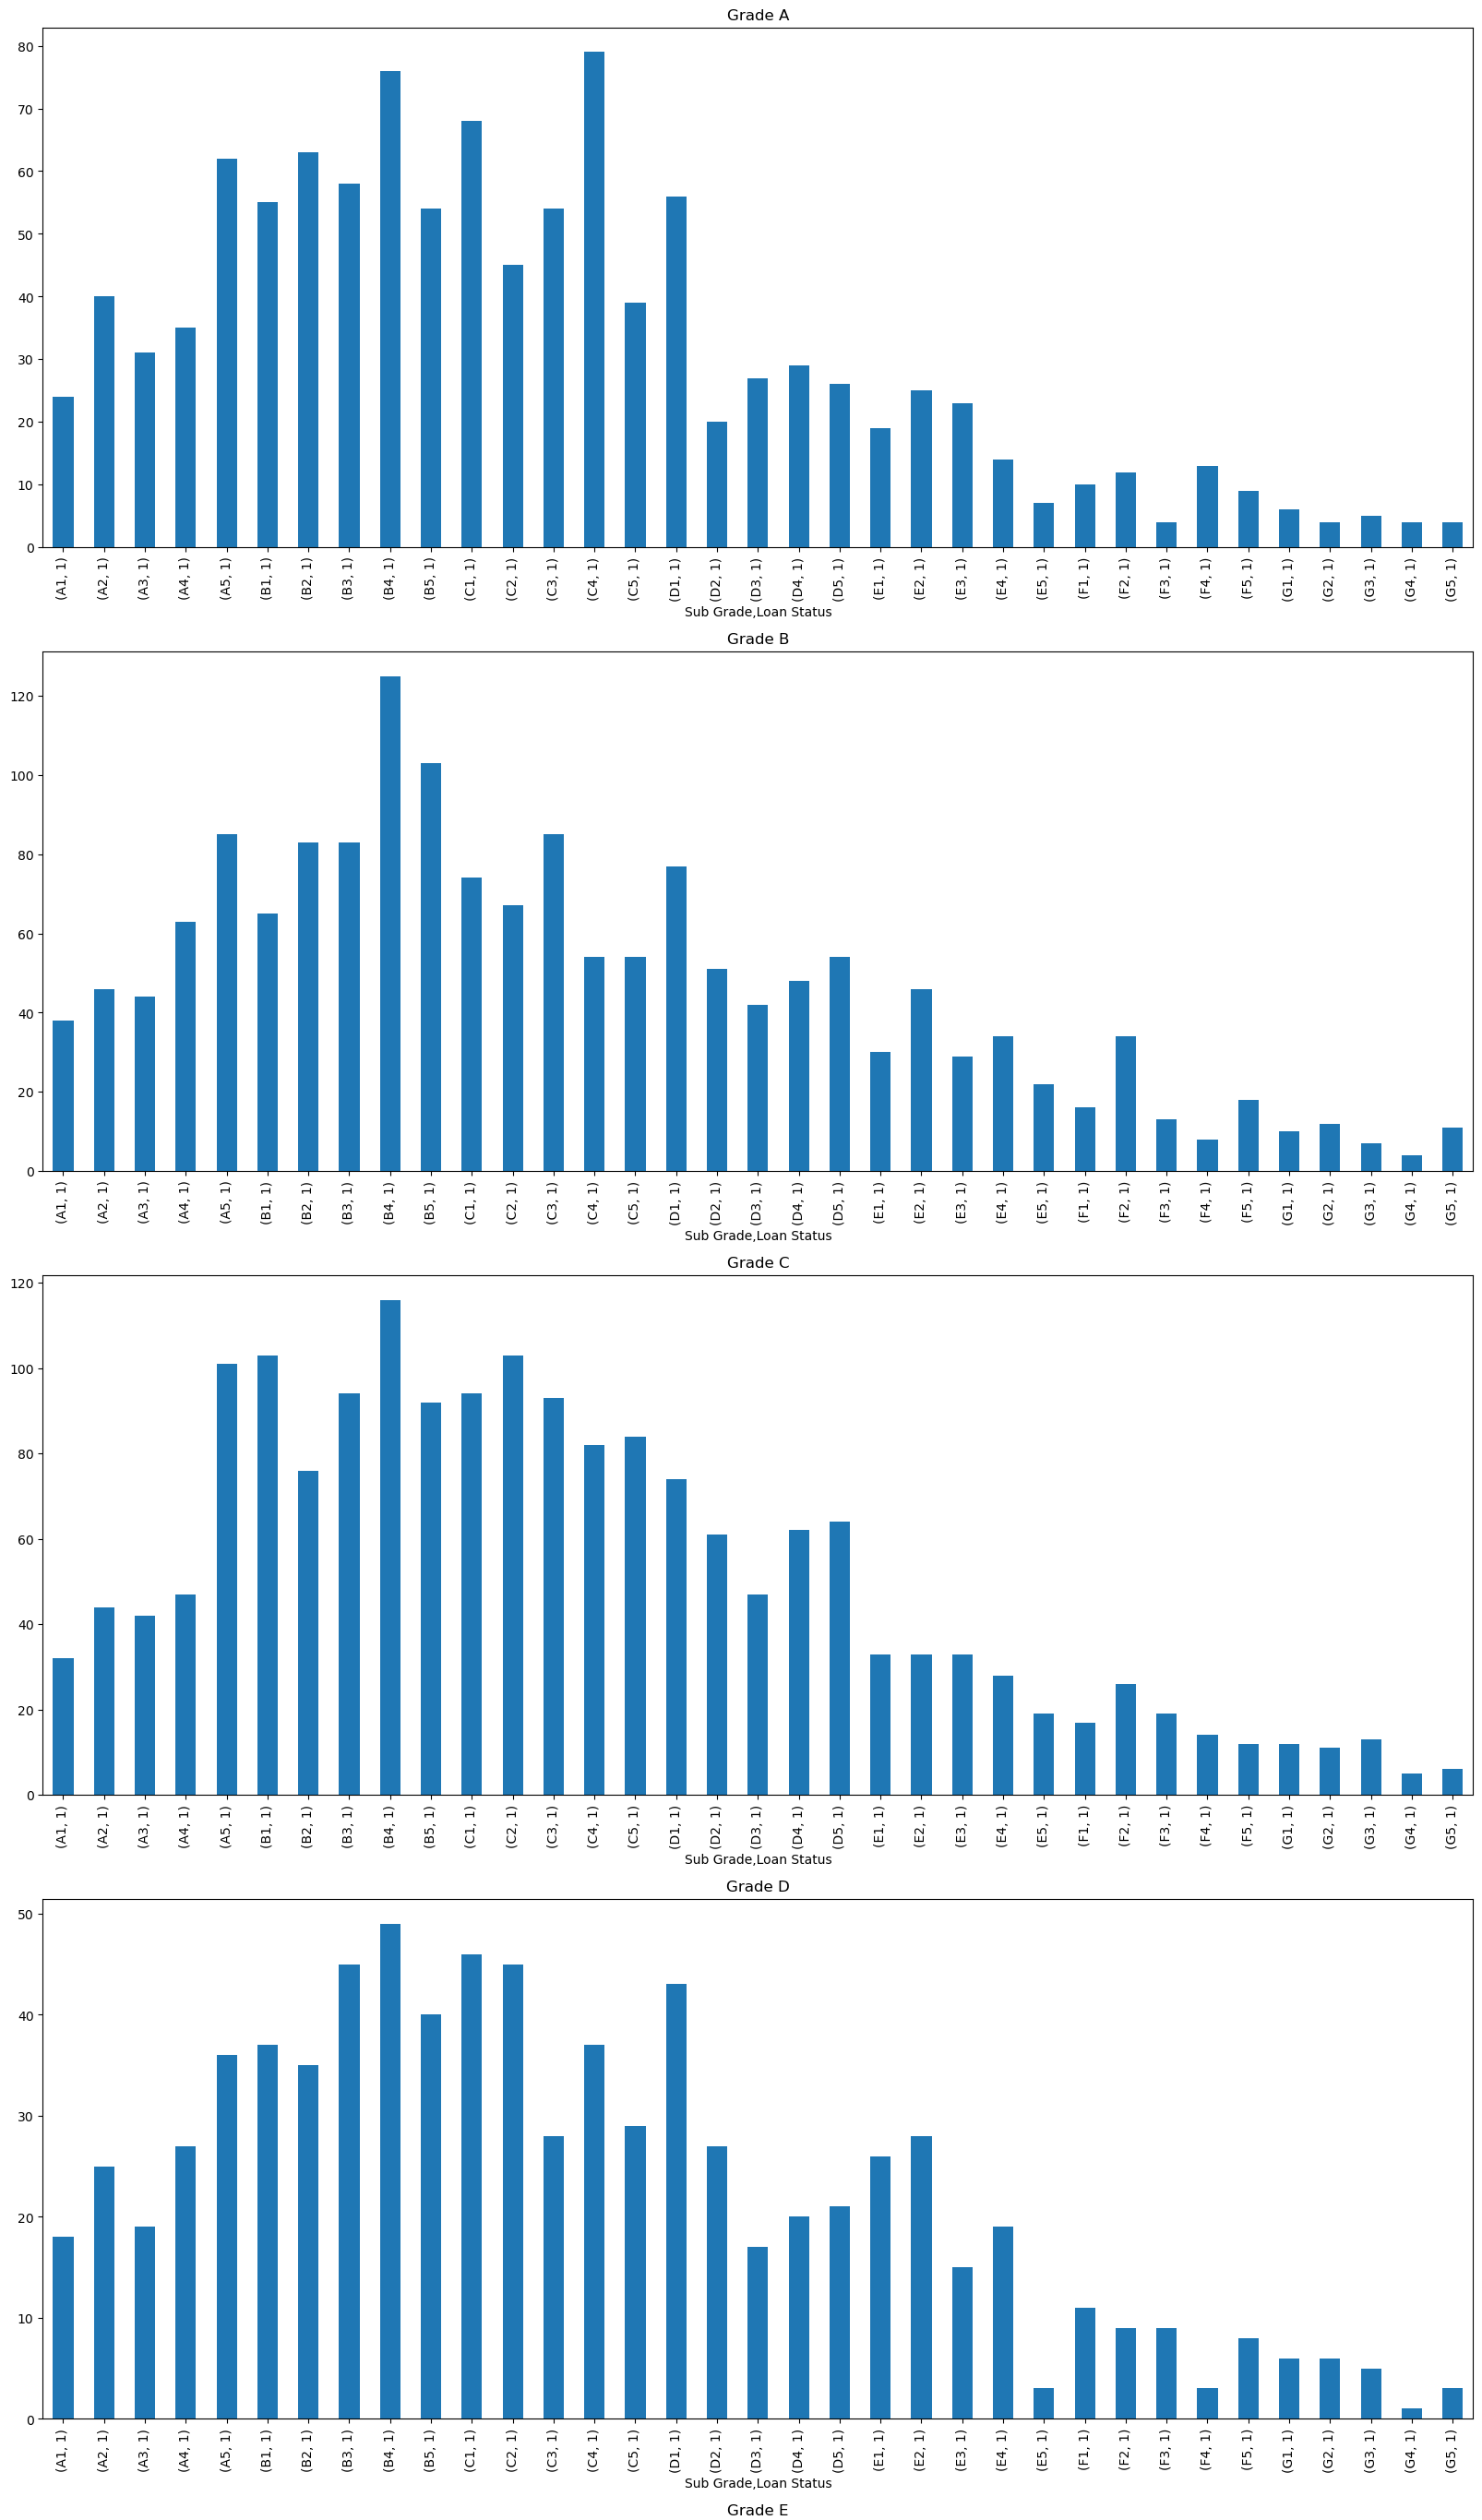 Grade A
80
70
60
50
40
30
20
10
0
(A1, 1) (A2, 1) (A3, 1) (A4, 1) (A5, 1) (B1, 1) (B2, 1) (B3, 1) (B4, 1) (B5, 1) (C1, 1) (C2, 1) (C3, 1) (C4, 1) (C5, 1) (D1, 1) (D2, 1) (D3, 1) (D4, 1) (D5, 1) (E1, 1) (E2, 1) (E3, 1) (E4, 1) (E5, 1) (F1, 1) (F2, 1) (F3, 1) (F4, 1) (F5, 1) (G1, 1) (G2, 1) (G3, 1) (G4, 1) (G5, 1)
Sub Grade,Loan Status
Grade B
120
100
80
60
40
20
0
(A1, 1) (A2, 1) (A3, 1) (A4, 1) (A5, 1) (B1, 1) (B2, 1) (B3, 1) (B4, 1) (B5, 1) (C1, 1) (C2, 1) (C3, 1) (C4, 1) (C5, 1) (D1, 1) (D2, 1) (D3, 1) (D4, 1) (D5, 1) (E1, 1) (E2, 1) (E3, 1) (E4, 1) (E5, 1) (F1, 1) (F2, 1) (F3, 1) (F4, 1) (F5, 1) (G1, 1) (G2, 1) (G3, 1) (G4, 1) (G5, 1)
Sub Grade,Loan Status
Grade C
120
100
80
60
40
20
0
(A1, 1) (A2, 1) (A3, 1) (A4, 1) (A5, 1) (B1, 1) (B2, 1) (B3, 1) (B4, 1) (B5, 1) (C1, 1) (C2, 1) (C3, 1) (C4, 1) (C5, 1) (D1, 1) (D2, 1) (D3, 1) (D4, 1) (D5, 1) (E1, 1) (E2, 1) (E3, 1) (E4, 1) (E5, 1) (F1, 1) (F2, 1) (F3, 1) (F4, 1) (F5, 1) (G1, 1) (G2, 1) (G3, 1) (G4, 1) (G5, 1)
Sub Grade,Loan Status
Grade D
50
40
30
20
10
0
(A1, 1) (A2, 1) (A3, 1) (A4, 1) (A5, 1) (B1, 1) (B2, 1) (B3, 1) (B4, 1) (B5, 1) (C1, 1) (C2, 1) (C3, 1) (C4, 1) (C5, 1) (D1, 1) (D2, 1) (D3, 1) (D4, 1) (D5, 1) (E1, 1) (E2, 1) (E3, 1) (E4, 1) (E5, 1) (F1, 1) (F2, 1) (F3, 1) (F4, 1) (F5, 1) (G1, 1) (G2, 1) (G3, 1) (G4, 1) (G5, 1)
Sub Grade,Loan Status
Grade E